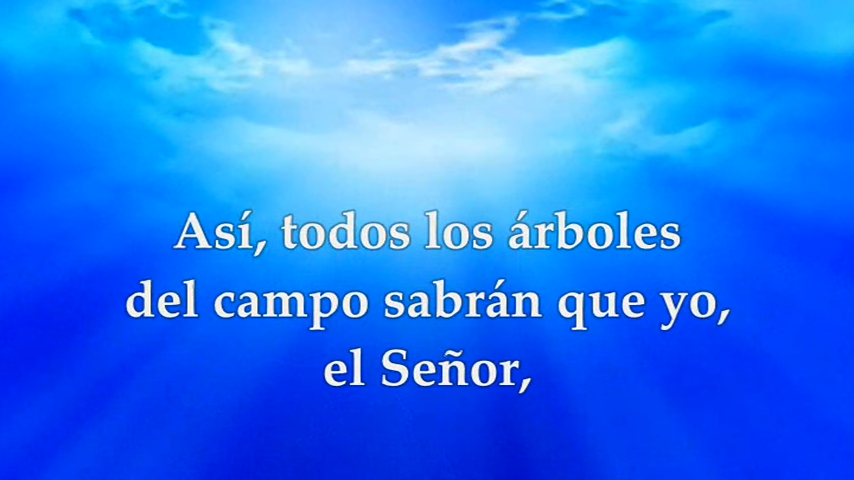 Así, todos los árboles
del campo sabrán que yo,
el Señor,